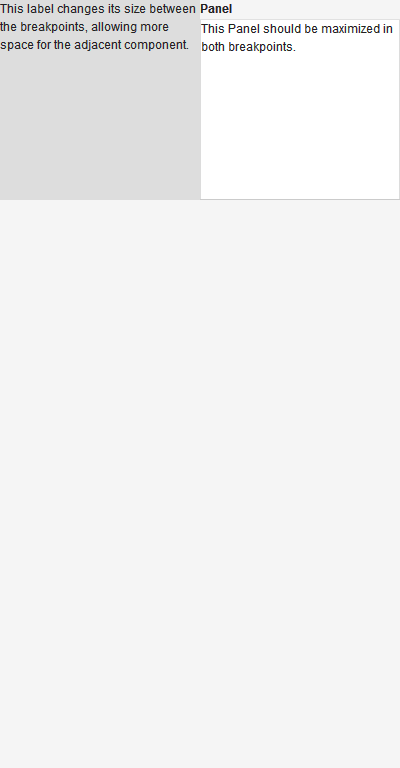 This label changes its size between
the breakpoints, allowing more
space for the adjacent component.
Panel
This Panel should be maximized in
both breakpoints.